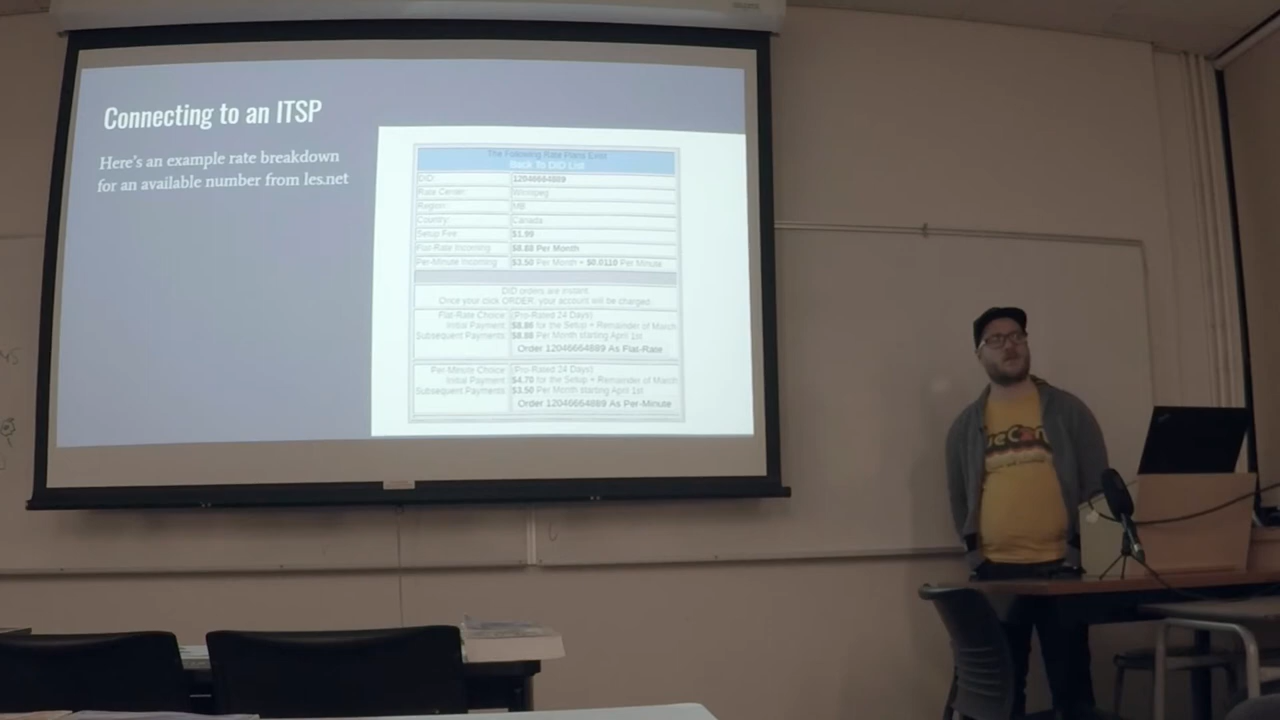 Connecting to an ITSP
Here's an example rate breakdown
for an available number from les.net
The Following Rate Plans Exist
Back To DID List
DID: 12046664889
Rate Center: Winnipeg
Region: MB
Country: Canada
Setup Fee: $1.99
Flat-Rate Incoming $8.88 Per Month
Per-Minute Incoming $3.50 Per Month + $0.0110 Per Minute
DID orders are instant.
Once your click ORDER, your account will be charged.
Flat-Rate Choice: (Pro-Rated 24 Days)
Initial Payment: $8.86 for the Setup + Remainder of March
Subsequent Payments: $8.88 Per Month starting April 1st
Order 12046664889 As Flat-Rate
Per-Minute Choice: (Pro-Rated 24 Days)
Initial Payment: $4.70 for the Setup + Remainder of March
Subsequent Payments: $3.50 Per Month starting April 1st
Order 12046664889 As Per-Minute